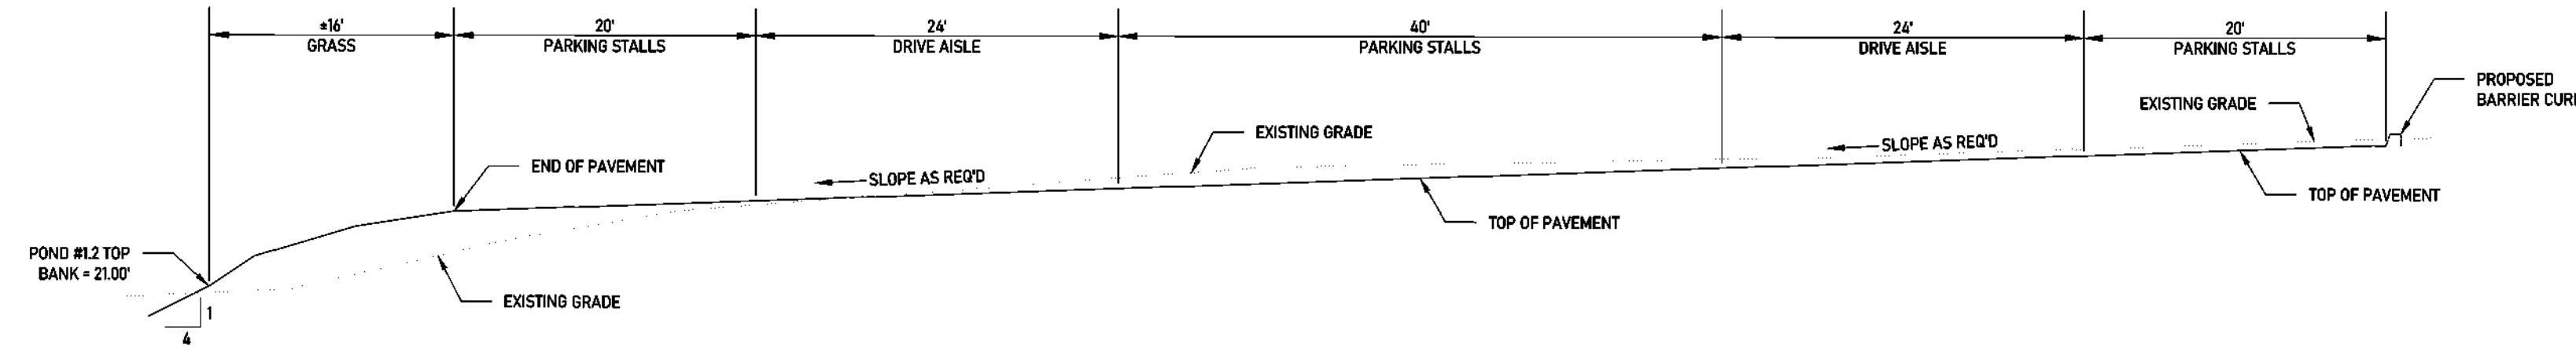 ±16'
GRASS
20'
PARKING STALLS
24'
DRIVE AISLE
40'
PARKING STALLS
24'
DRIVE AISLE
20'
PARKING STALLS
PROPOSED
BARRIER CUR
EXISTING GRADE
EXISTING GRADE
SLOPE AS REQ'D
END OF PAVEMENT
SLOPE AS REQ'D
TOP OF PAVEMENT
TOP OF PAVEMENT
POND #1.2 TOP
BANK = 21.00'
EXISTING GRADE
1
4